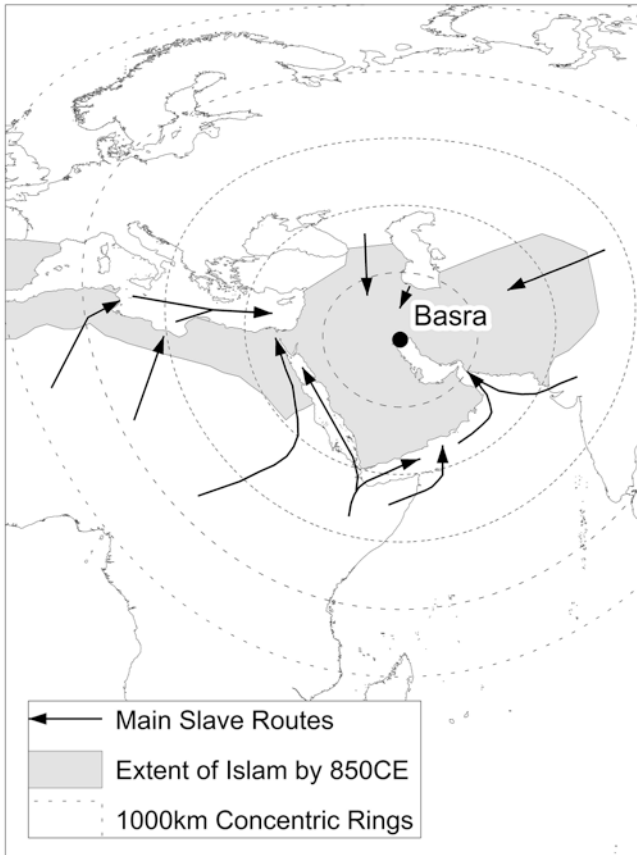 Basra
Main Slave Routes
Extent of Islam by 850CE
1000km Concentric Rings